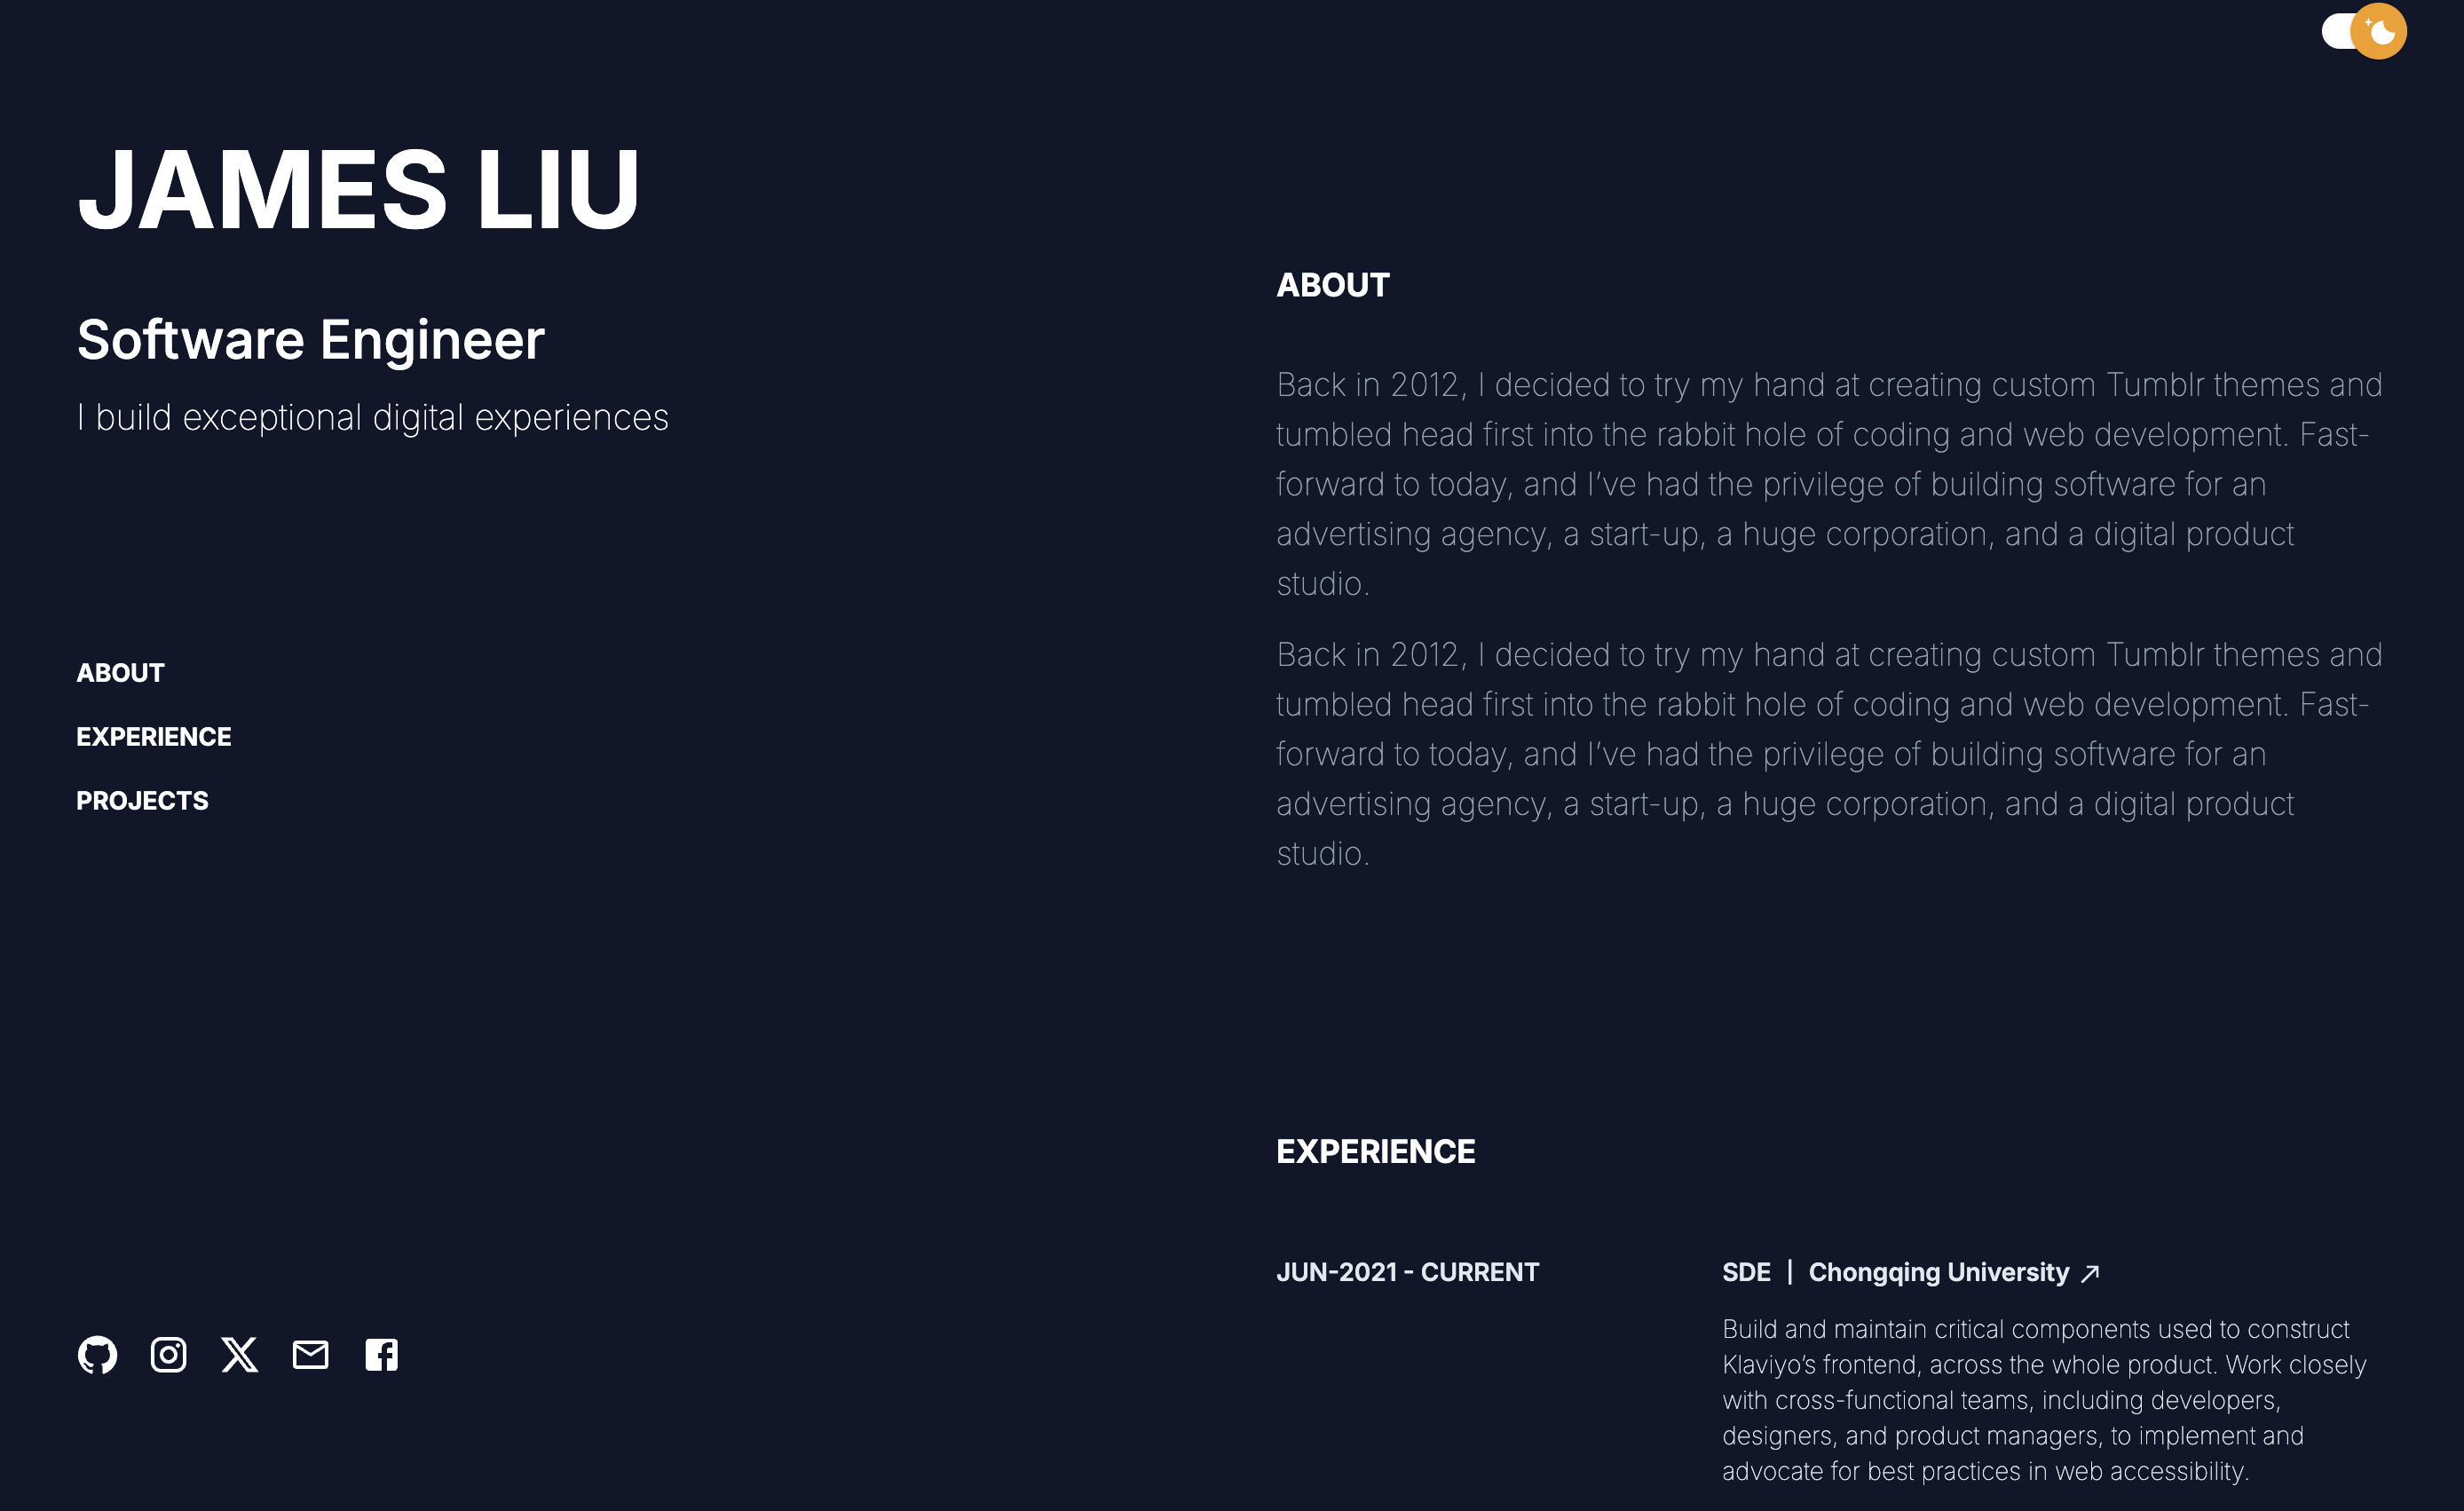 JAMES LIU
Software Engineer
I build exceptional digital experiences
ABOUT
EXPERIENCE
PROJECTS
ABOUT
Back in 2012, I decided to try my hand at creating custom Tumblr themes and
tumbled head first into the rabbit hole of coding and web development. Fast-
forward to today, and I’ve had the privilege of building software for an
advertising agency, a start-up, a huge corporation, and a digital product
studio.
Back in 2012, I decided to try my hand at creating custom Tumblr themes and
tumbled head first into the rabbit hole of coding and web development. Fast-
forward to today, and I’ve had the privilege of building software for an
advertising agency, a start-up, a huge corporation, and a digital product
studio.
EXPERIENCE
JUN-2021 - CURRENT
SDE | Chongqing University ↗
Build and maintain critical components used to construct
Klaviyo’s frontend, across the whole product. Work closely
with cross-functional teams, including developers,
designers, and product managers, to implement and
advocate for best practices in web accessibility.